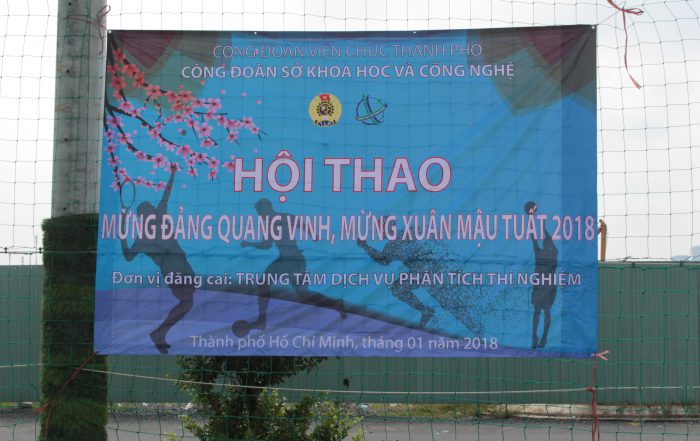 CÔNG ĐOÀN VIÊN CHỨC THÀNH PHỐ
CÔNG ĐOÀN SỞ KHOA HỌC VÀ CÔNG NGHỆ
HỘI THAO
MỪNG ĐẢNG QUANG VINH, MỪNG XUÂN MẬU TUẤT 2018
Đơn vị đăng cai: TRUNG TÂM DỊCH VỤ PHÂN TÍCH THÍ NGHIỆM
Thành phố Hồ Chí Minh, tháng 01 năm 2018